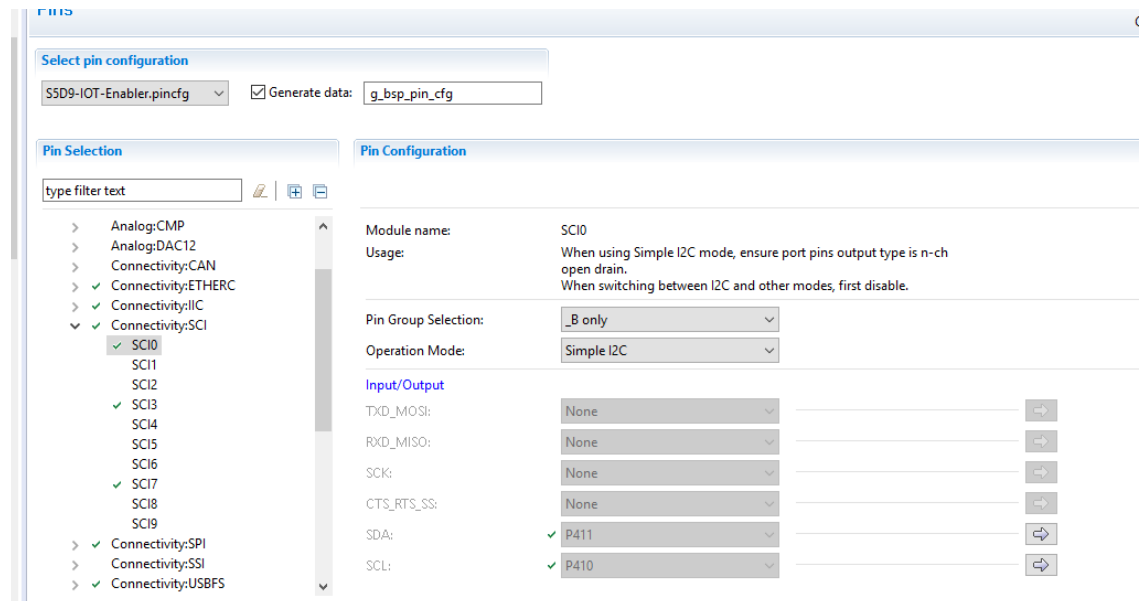 Pins
Select pin configuration
S5D9-IOT-Enabler.pincfg
Generate data:
g_bsp_pin_cfg
Pin Selection
type filter text
Analog:CMP
Analog:DAC12
Connectivity:CAN
Connectivity:ETHERC
Connectivity:IIC
Connectivity:SCI
SCI0
SCI1
SCI2
SCI3
SCI4
SCI5
SCI6
SCI7
SCI8
SCI9
Connectivity:SPI
Connectivity:SSI
Connectivity:USBFS
Pin Configuration
Module name: SCI0
Usage: When using Simple I2C mode, ensure port pins output type is n-ch
open drain.
When switching between I2C and other modes, first disable.
Pin Group Selection: _B only
Operation Mode: Simple I2C
Input/Output
TXD_MOSI: None
RXD_MISO: None
SCK: None
CTS_RTS_SS: None
SDA: P411
SCL: P410